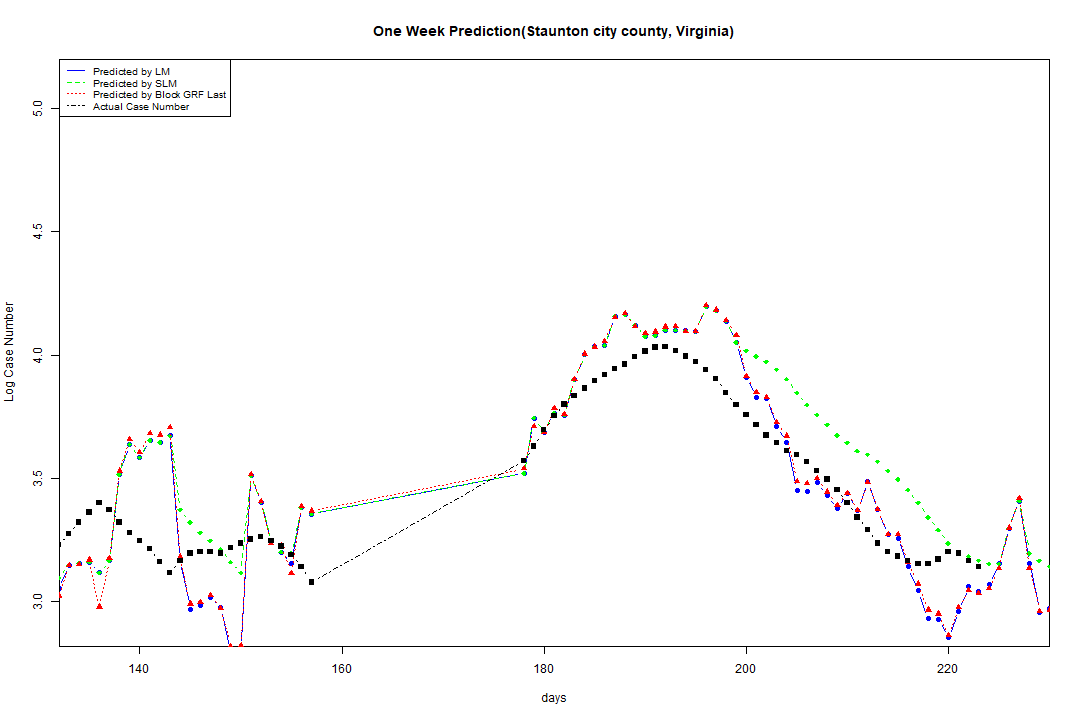 One Week Prediction(Staunton city county, Virginia)
Predicted by LM
Predicted by SLM
Predicted by Block GRF Last
Actual Case Number
5.0
4.5
4.0
3.5
3.0
Log Case Number
140 160 180 200 220
days